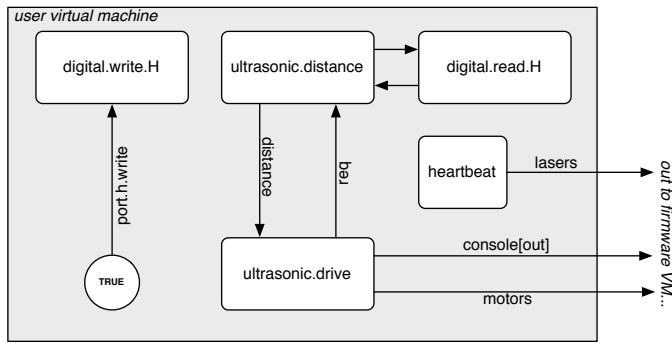 user virtual machine
digital.write.H
ultrasonic.distance
digital.read.H
port.h.write
distance
req
heartbeat
lasers
TRUE
ultrasonic.drive
console[out]
motors
out to firmware VM...